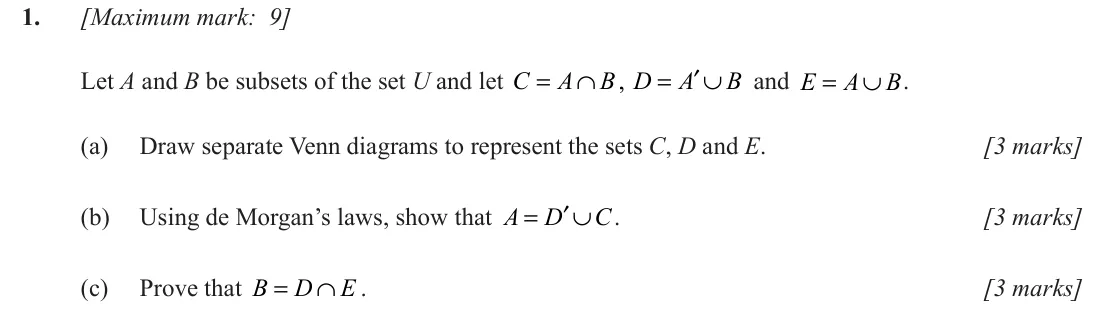 1. [Maximum mark: 9]
Let A and B be subsets of the set U and let C = A ∩ B, D = A′ ∪ B and E = A ∪ B.
(a) Draw separate Venn diagrams to represent the sets C, D and E. [3 marks]
(b) Using de Morgan’s laws, show that A = D′ ∪ C. [3 marks]
(c) Prove that B = D ∩ E. [3 marks]